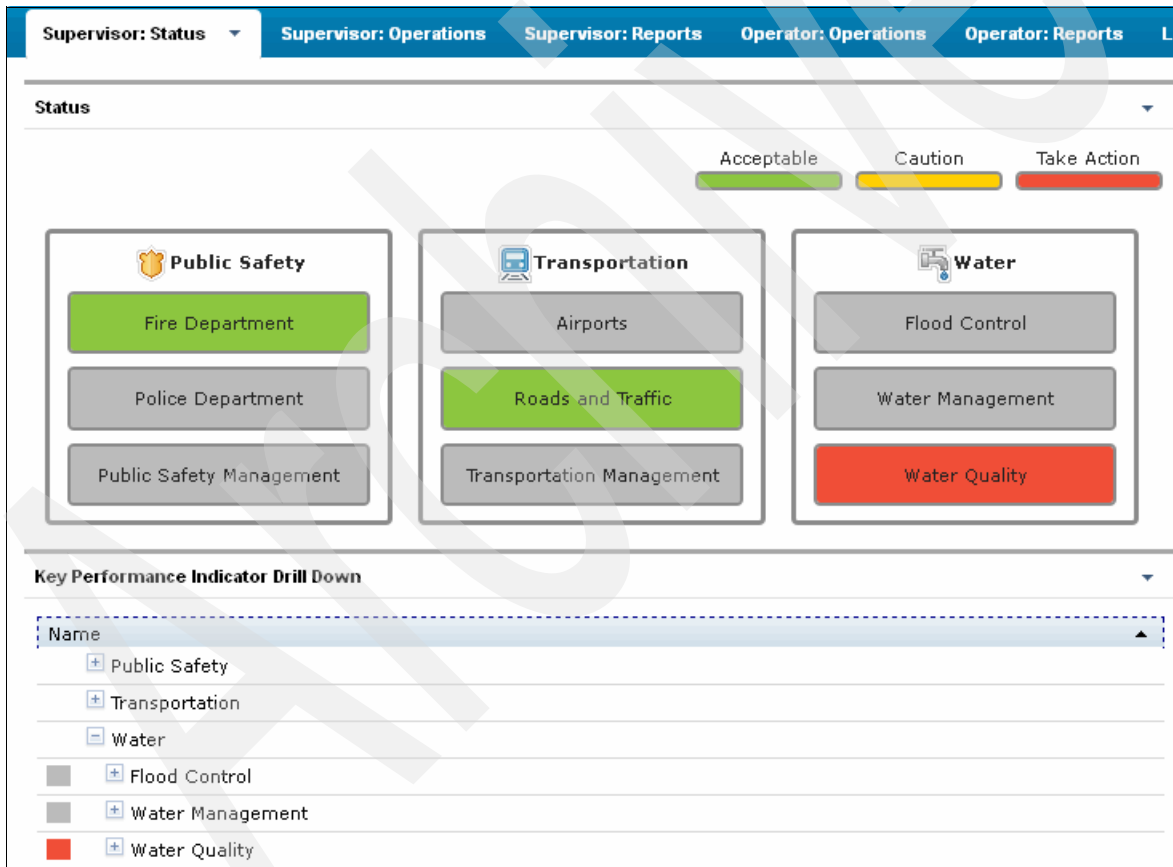 Supervisor: Status Supervisor: Operations Supervisor: Reports Operator: Operations Operator: Reports L
Status
Acceptable Caution Take Action
Public Safety Transportation Water
Fire Department Airports Flood Control
Police Department Roads and Traffic Water Management
Public Safety Management Transportation Management Water Quality
Key Performance Indicator Drill Down
Name
Public Safety
Transportation
Water
Flood Control
Water Management
Water Quality